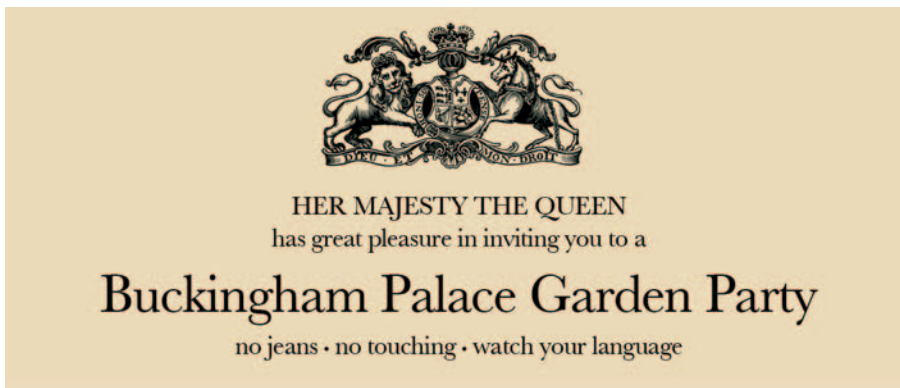 DIEU · ET MON · DROIT
HER MAJESTY THE QUEEN
has great pleasure in inviting you to a
Buckingham Palace Garden Party
no jeans • no touching • watch your language